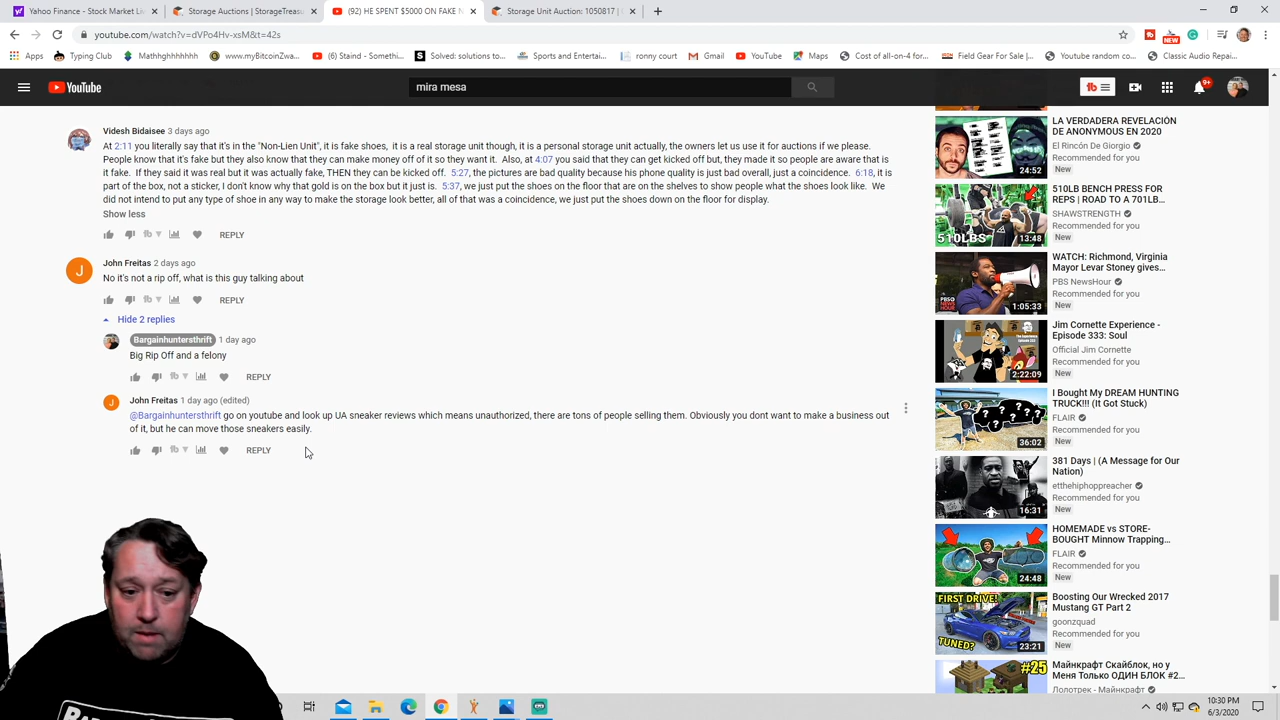 Yahoo Finance - Stock Market Li
Storage Auctions | StorageTreasur
(92) HE SPENT $5000 ON FAKE N
Storage Unit Auction: 1050817 | C
youtube.com/watch?v=dVPo4Hv-xsM&t=42s
Apps
Typing Club
Mathhghhhhhh
www.myBitcoinZwa...
(6) Staind - Somethi...
Solved: solutions to...
Sports and Entertai...
ronny court
Gmail
YouTube
Maps
Cost of all-on-4 for...
Field Gear For Sale |...
Youtube random co...
Classic Audio Repai...
YouTube
mira mesa
9+
Videsh Bidaisee 3 days ago
At 2:11 you literally say that it's in the "Non-Lien Unit", it is fake shoes, it is a real storage unit though, it is a personal storage unit actually, the owners let us use it for auctions if we please.
People know that it's fake but they also know that they can make money off of it so they want it. Also, at 4:07 you said that they can get kicked off but, they made it so people are aware that is
it fake. If they said it was real but it was actually fake, THEN they can be kicked off. 5:27, the pictures are bad quality because his phone quality is just bad overall, just a coincidence. 6:18, it is
part of the box, not a sticker, I don't know why that gold is on the box but it just is. 5:37, we just put the shoes on the floor that are on the shelves to show people what the shoes look like. We
did not intend to put any type of shoe in any way to make the storage look better, all of that was a coincidence, we just put the shoes down on the floor for display.
Show less
REPLY
John Freitas 2 days ago
No it's not a rip off, what is this guy talking about
REPLY
Hide 2 replies
Bargainhuntersthrift 1 day ago
Big Rip Off and a felony
REPLY
John Freitas 1 day ago (edited)
@Bargainhuntersthrift go on youtube and look up UA sneaker reviews which means unauthorized, there are tons of people selling them. Obviously you dont want to make a business out
of it, but he can move those sneakers easily.
REPLY
LA VERDADERA REVELACIÓN
DE ANONYMOUS EN 2020
El Rincón De Giorgio
Recommended for you
24:52
510LB BENCH PRESS FOR
REPS | ROAD TO A 701LB...
SHAWSTRENGTH
Recommended for you
New
510LBS
13:48
WATCH: Richmond, Virginia
Mayor Levar Stoney gives...
PBS NewsHour
Recommended for you
New
1:05:33
Jim Cornette Experience -
Episode 333: Soul
Official Jim Cornette
Recommended for you
2:22:09
I Bought My DREAM HUNTING
TRUCK!!! (It Got Stuck)
FLAIR
Recommended for you
36:02
381 Days | (A Message for Our
Nation)
etthehiphoppreacher
Recommended for you
New
16:31
HOMEMADE vs STORE-
BOUGHT Minnow Trapping...
FLAIR
Recommended for you
New
24:48
Boosting Our Wrecked 2017
Mustang GT Part 2
goonzquad
Recommended for you
New
FIRST DRIVE!
TUNED?
23:21
Майнкрафт Скайблок, но у
Меня Только ОДИН БЛОК #2...
Лолотрек - Майнкрафт
#25
10:30 PM
6/3/2020